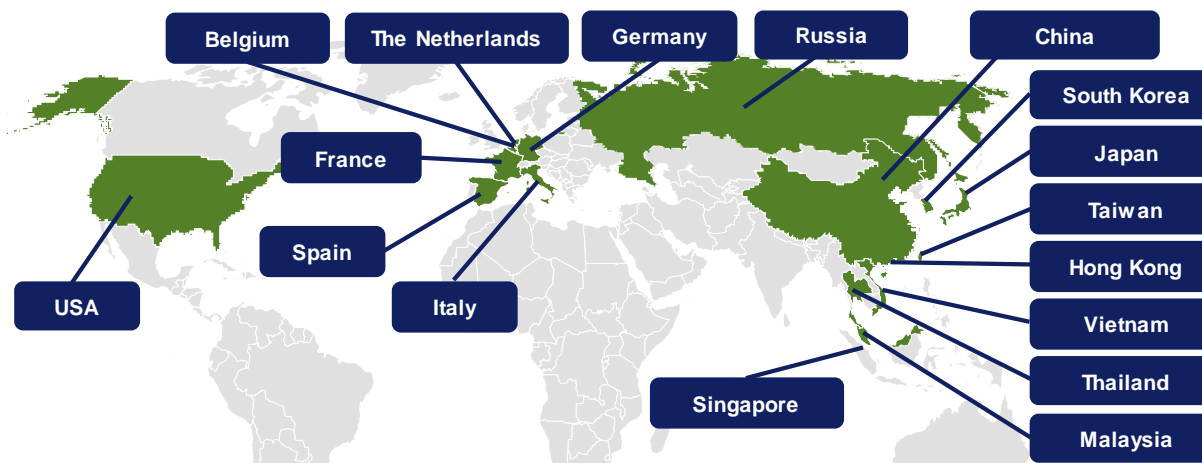 Belgium
The Netherlands
Germany
Russia
China
South Korea
France
Japan
Taiwan
Spain
Hong Kong
USA
Italy
Vietnam
Thailand
Singapore
Malaysia